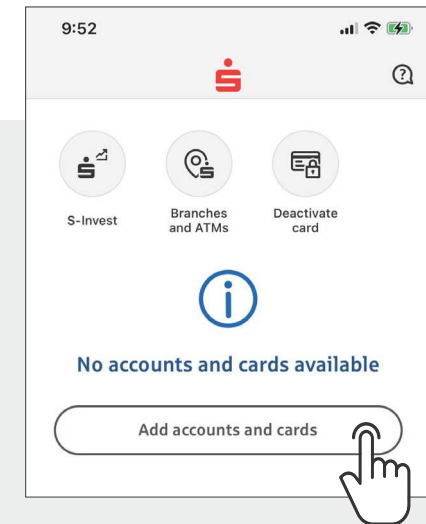 9:52
S-Invest
Branches
and ATMs
Deactivate
card
No accounts and cards available
Add accounts and cards